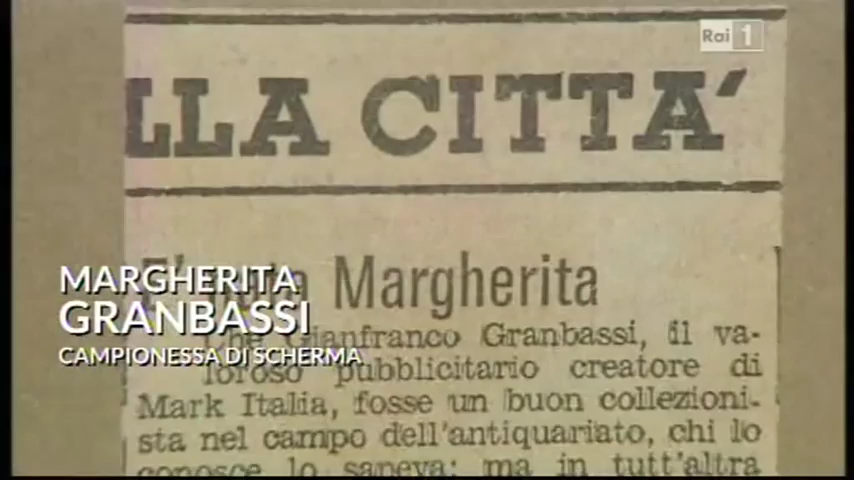 Rai 1
LLA CITTA'
E' nata Margherita
MARGHERITA
GRANBASSI
CAMPIONESSA DI SCHERMA
Che Gianfranco Granbassi, il va-
loroso pubblicitario creatore di
Mark Italia, fosse un buon collezioni-
sta nel campo dell'antiquariato, chi lo
conosce lo sapeva: ma in tutt'altra